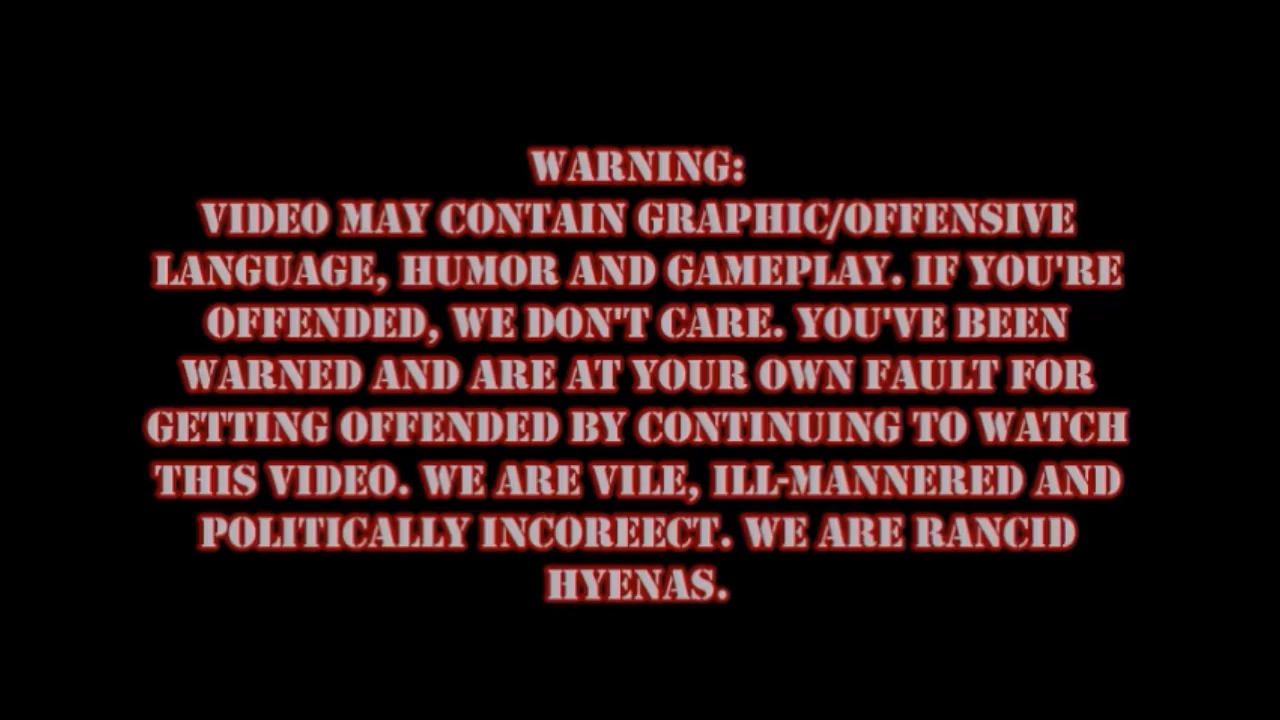 WARNING:
VIDEO MAY CONTAIN GRAPHIC/OFFENSIVE
LANGUAGE, HUMOR AND GAMEPLAY. IF YOU'RE
OFFENDED, WE DON'T CARE. YOU'VE BEEN
WARNED AND ARE AT YOUR OWN FAULT FOR
GETTING OFFENDED BY CONTINUING TO WATCH
THIS VIDEO. WE ARE VILE, ILL-MANNERED AND
POLITICALLY INCOREECT. WE ARE RANCID
HYENAS.